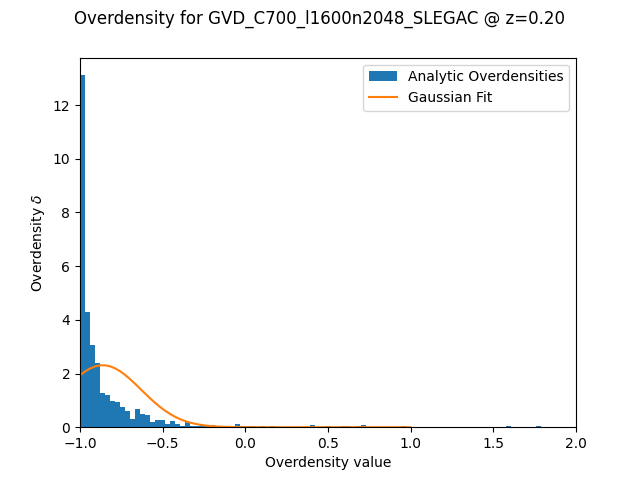 Overdensity for GVD_C700_l1600n2048_SLEGAC @ z=0.20
Analytic Overdensities
Gaussian Fit
Overdensity δ
12
10
8
6
4
2
0
−1.0 −0.5 0.0 0.5 1.0 1.5 2.0
Overdensity value